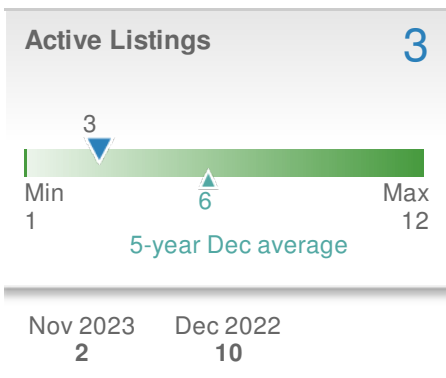 Active Listings 3
3
Min Max
1 12
6
5-year Dec average
Nov 2023 Dec 2022
2 10